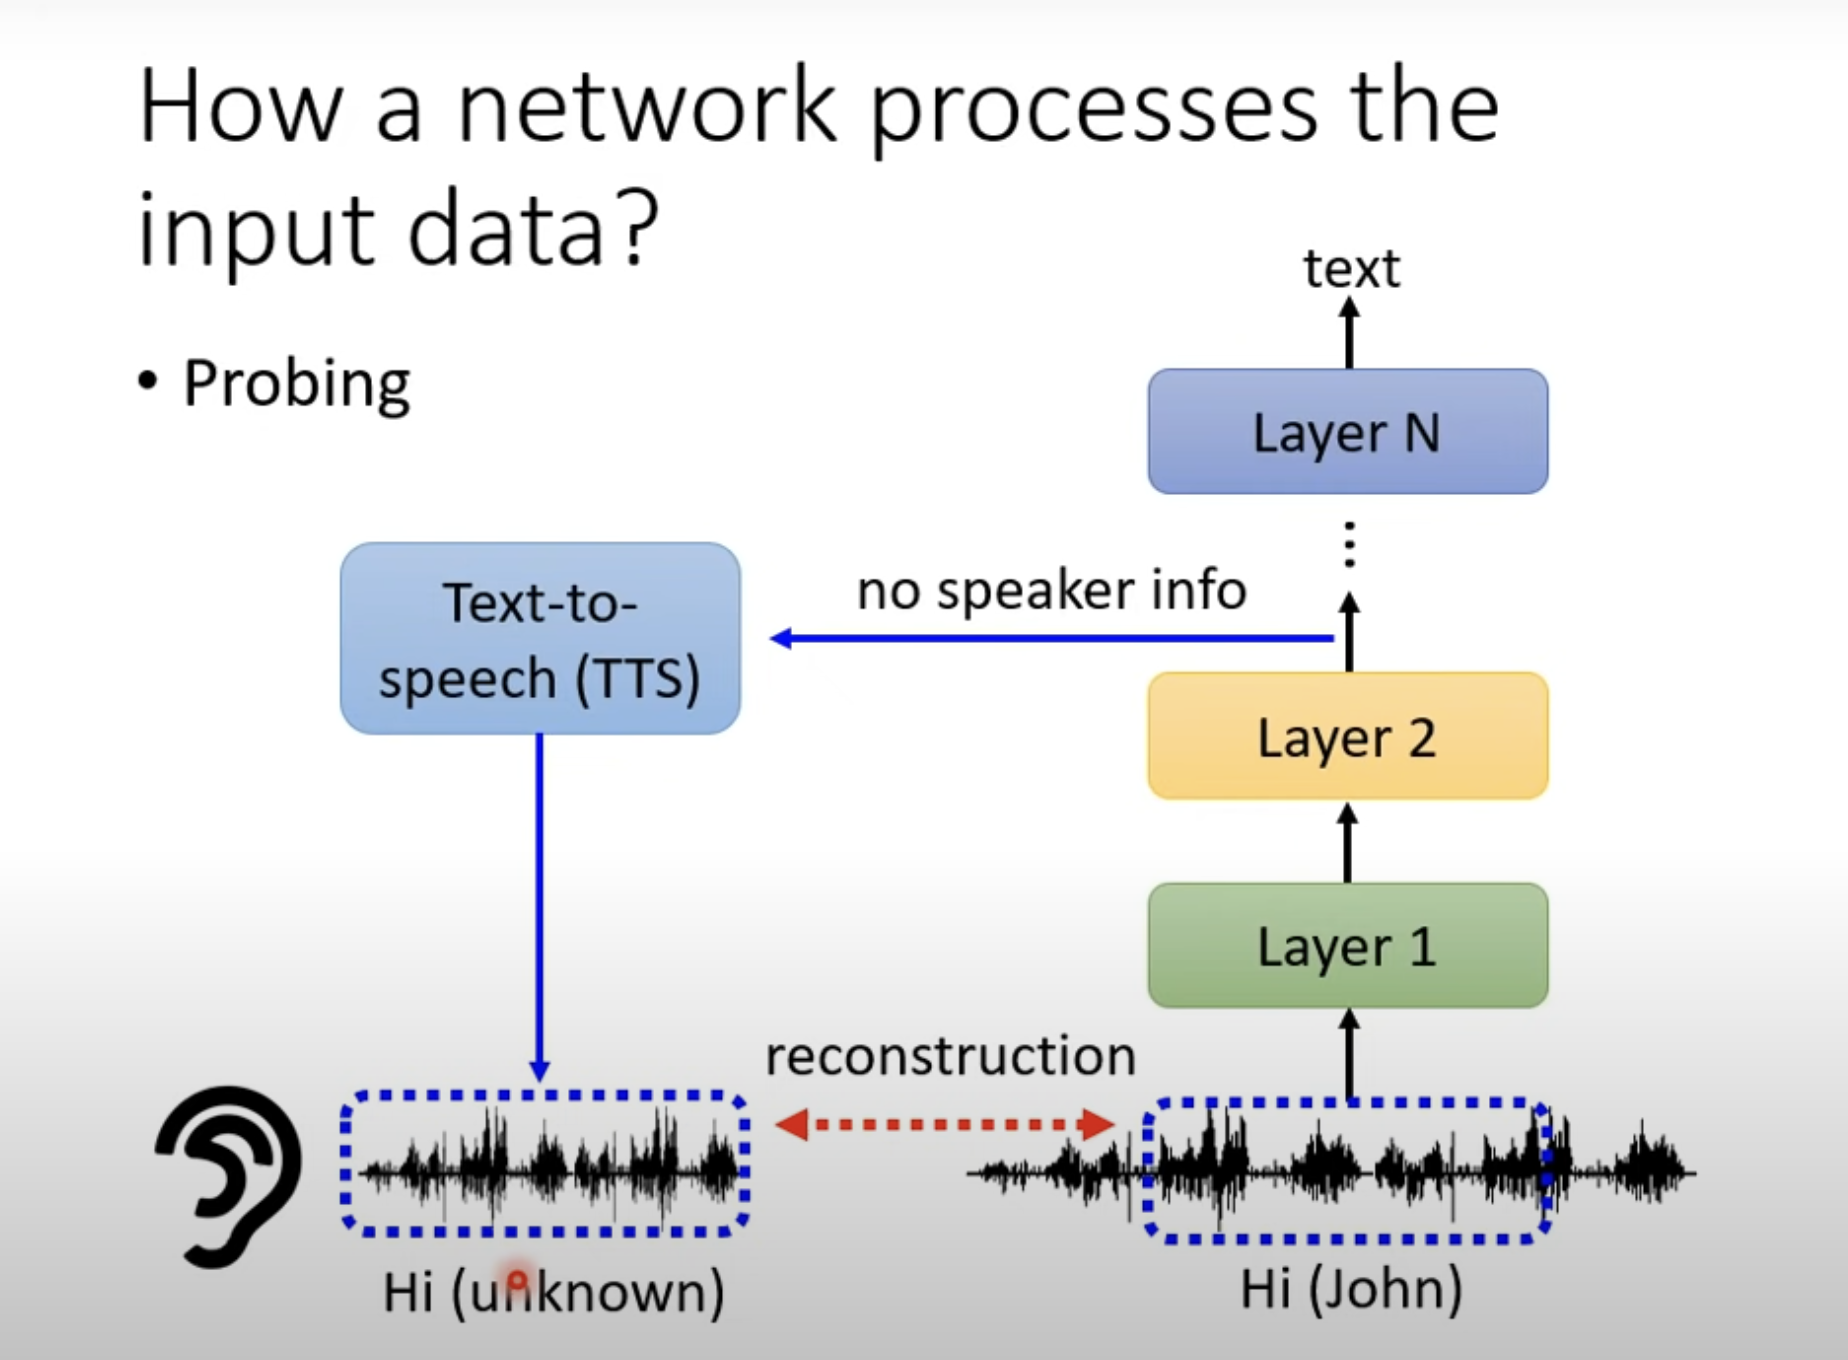 How a network processes the
input data?
• Probing
text
Layer N
no speaker info
Text-to-
speech (TTS)
Layer 2
Layer 1
reconstruction
Hi (unknown)
Hi (John)